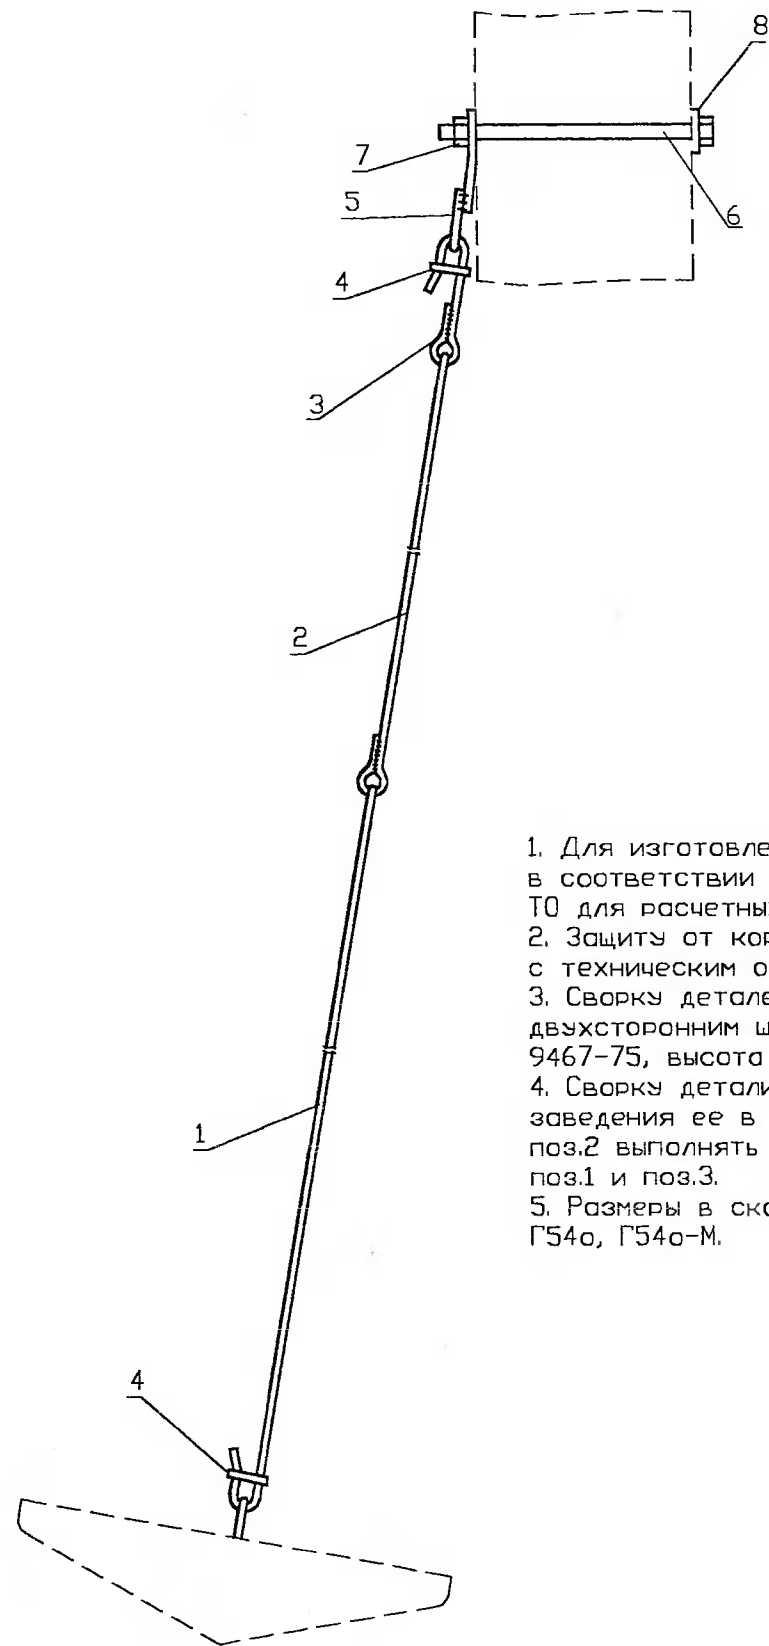 8
7
6
5
4
3
2
1. Для изготовле
в соответствии
ТО для расчетны
2. Защиту от кор
с техническим о
3. Сварку детале
двухсторонним ш
9467-75, высота
4. Сварку детали
заведения ее в
поз.2 выполнять
поз.1 и поз.3.
5. Размеры в ско
Г54о, Г54о-М.
1
4